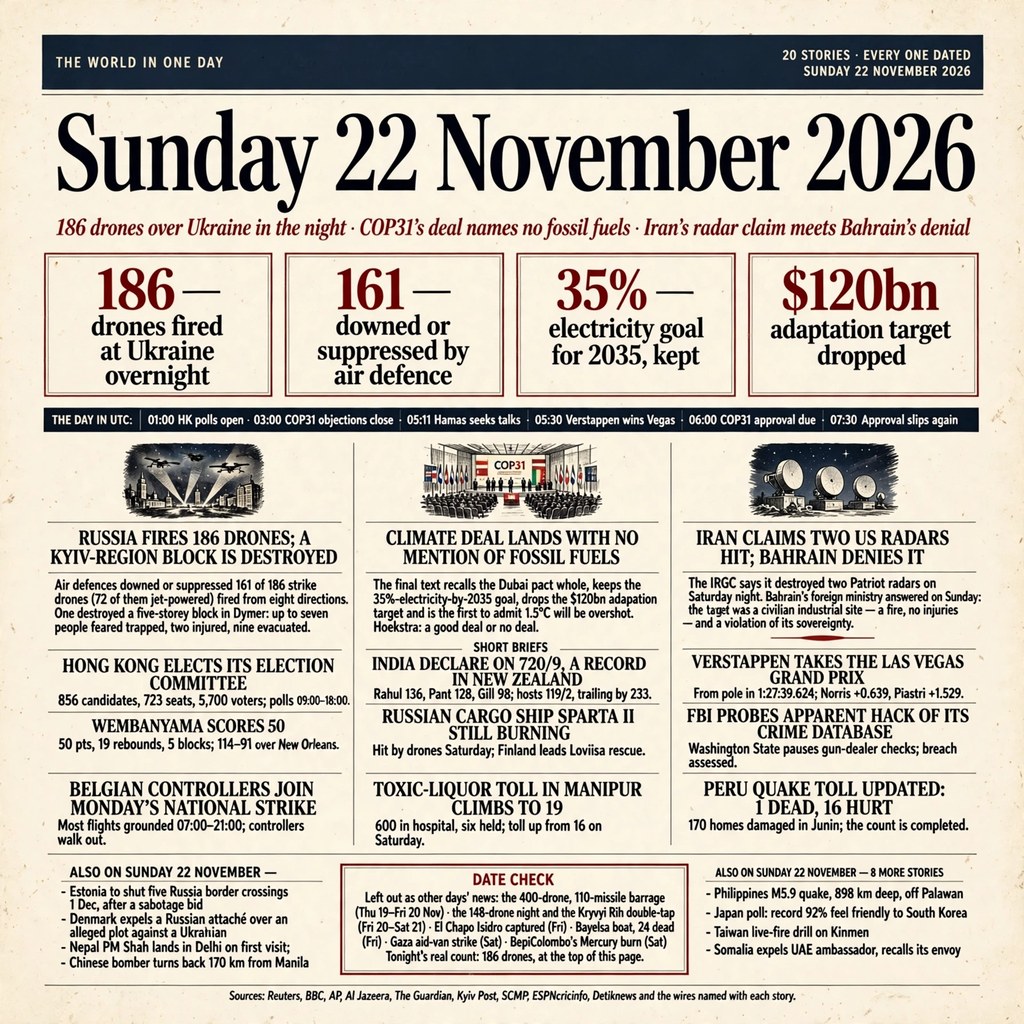 THE WORLD IN ONE DAY
20 STORIES · EVERY ONE DATED
SUNDAY 22 NOVEMBER 2026
Sunday 22 November 2026
186 drones over Ukraine in the night · COP31's deal names no fossil fuels · Iran's radar claim meets Bahrain's denial
186 —
drones fired
at Ukraine
overnight
161 —
downed or
suppressed by
air defence
35% —
electricity goal
for 2035, kept
$120bn
adaptation target
dropped
THE DAY IN UTC: 01:00 HK polls open · 03:00 COP31 objections close 05:11 Hamas seeks talks 05:30 Verstappen wins Vegas 06:00 COP31 approval due 07:30 Approval slips again
RUSSIA FIRES 186 DRONES; A
KYIV-REGION BLOCK IS DESTROYED
Air defences downed or suppressed 161 of 186 strike
drones (72 of them jet-powered) fired from eight directions.
One destroyed a five-storey block in Dymer: up to seven
people feared trapped, two injured, nine evacuated.
HONG KONG ELECTS ITS ELECTION
COMMITTEE
856 candidates, 723 seats, 5,700 voters; polls 09:00–18:00.
WEMBANYAMA SCORES 50
50 pts, 19 rebounds, 5 blocks; 114–91 over New Orleans.
BELGIAN CONTROLLERS JOIN
MONDAY'S NATIONAL STRIKE
Most flights grounded 07:00–21:00; controllers
walk out.
COP31
CLIMATE DEAL LANDS WITH NO
MENTION OF FOSSIL FUELS
The final text recalls the Dubai pact whole, keeps the
35%-electricity-by-2035 goal, drops the $120bn adapation
target and is the first to admit 1.5°C will be overshot.
Hoekstra: a good deal or no deal.
SHORT BRIEFS
INDIA DECLARE ON 720/9, A RECORD
IN NEW ZEALAND
Rahul 136, Pant 128, Gill 98; hosts 119/2, trailing by 233.
RUSSIAN CARGO SHIP SPARTA II
STILL BURNING
Hit by drones Saturday; Finland leads Loviisa rescue.
TOXIC-LIQUOR TOLL IN MANIPUR
CLIMBS TO 19
600 in hospital, six held; toll up from 16 on
Saturday.
IRAN CLAIMS TWO US RADARS
HIT; BAHRAIN DENIES IT
The IRGC says it destroyed two Patriot radars on
Saturday night. Bahrain's foreign ministry answered on Sunday:
the target was a civilian industrial site — a fire, no injuries
— and a violation of its sovereignty.
VERSTAPPEN TAKES THE LAS VEGAS
GRAND PRIX
From pole in 1:27:39.624; Norris +0.639, Piastri +1.529.
FBI PROBES APPARENT HACK OF ITS
CRIME DATABASE
Washington State pauses gun-dealer checks; breach
assessed.
PERU QUAKE TOLL UPDATED:
1 DEAD, 16 HURT
170 homes damaged in Junin; the count is completed.
ALSO ON SUNDAY 22 NOVEMBER —
- Estonia to shut five Russia border crossings
1 Dec, after a sabotage bid
- Denmark expels a Russian attaché over an
alleged plot against a Ukrahian
- Nepal PM Shah lands in Delhi on first visit;
- Chinese bomber turns back 170 km from Manila
DATE CHECK
Left out as other days' news: the 400-drone, 110-missile barrage
(Thu 19–Fri 20 Nov) · the 148-drone night and the Kryvyi Rih double-tap
(Fri 20–Sat 21) · El Chapo Isidro captured (Fri) · Bayelsa boat, 24 dead
(Fri) · Gaza aid-van strike (Sat) · BepiColombo's Mercury burn (Sat)
Tonight's real count: 186 drones, at the top of this page.
ALSO ON SUNDAY 22 NOVEMBER — 8 MORE STORIES
- Philippines M5.9 quake, 898 km deep, off Palawan
- Japan poll: record 92% feel friendly to South Korea
- Taiwan live-fire drill on Kinmen
- Somalia expels UAE ambassador, recalls its envoy
Sources: Reuters, BBC, AP, Al Jazeera, The Guardian, Kyiv Post, SCMP, ESPNcricinfo, Detiknews and the wires named with each story.